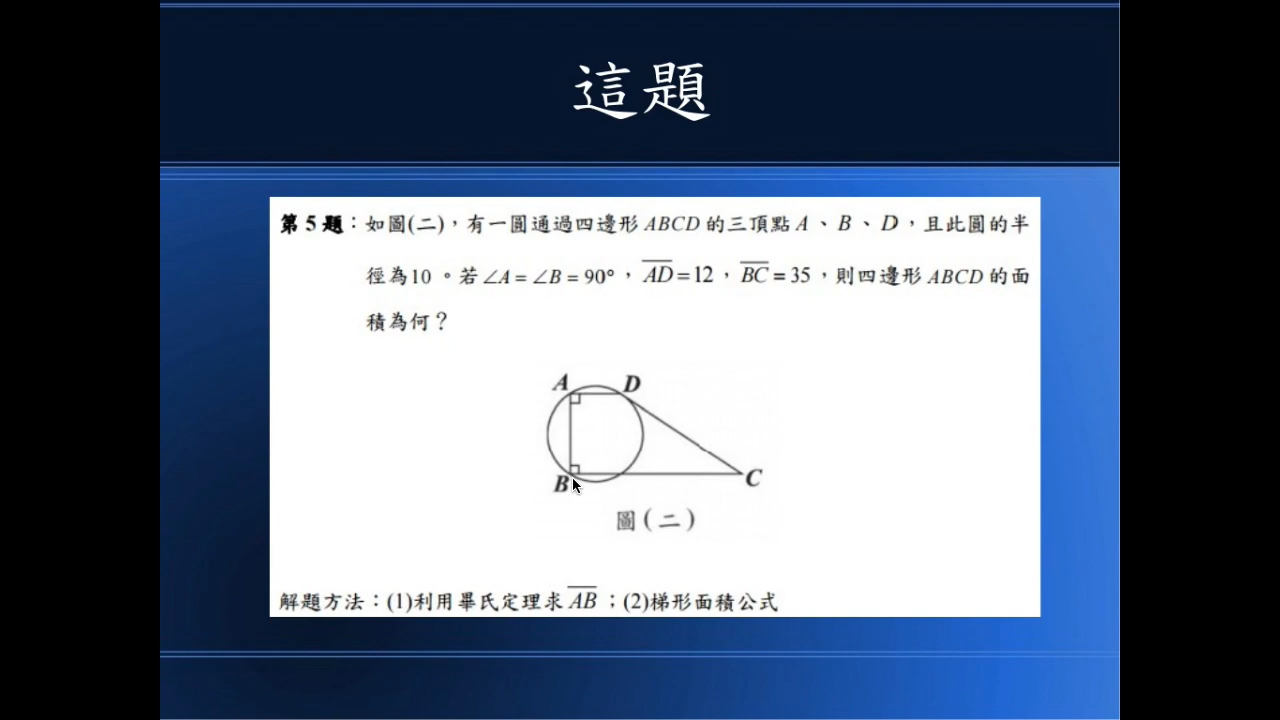 這題
第 5 題：如圖(二)，有一圓通過四邊形 ABCD 的三頂點 A、B、D，且此圓的半
徑為10。若 ∠A = ∠B = 90°，AD = 12，BC = 35，則四邊形 ABCD 的面
積為何？
A D
B C
圖(二)
解題方法：(1)利用畢氏定理求 AB；(2)梯形面積公式